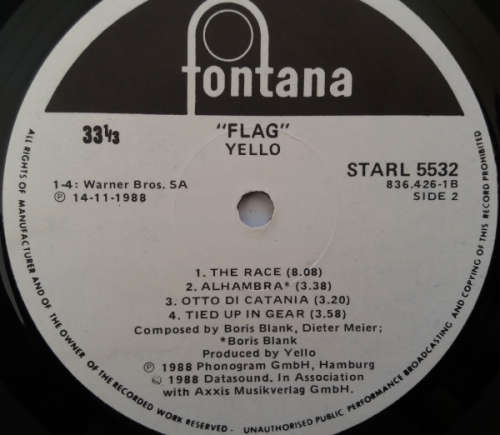 fontana
33⅓
"FLAG"
YELLO
1-4: Warner Bros. SA
℗ 14-11-1988
STARL 5532
836.426-1B
SIDE 2
1. THE RACE (8.08)
2. ALHAMBRA* (3.38)
3. OTTO DI CATANIA (3.20)
4. TIED UP IN GEAR (3.58)
Composed by Boris Blank, Dieter Meier;
*Boris Blank
Produced by Yello
℗ 1988 Phonogram GmbH, Hamburg
© 1988 Datasound. In Association
with Axxis Musikverlag GmbH.
ALL RIGHTS OF MANUFACTURER AND OF THE OWNER OF THE RECORDED WORK RESERVED - UNAUTHORISED PUBLIC PERFORMANCE BROADCASTING AND COPYING OF THIS RECORD PROHIBITED